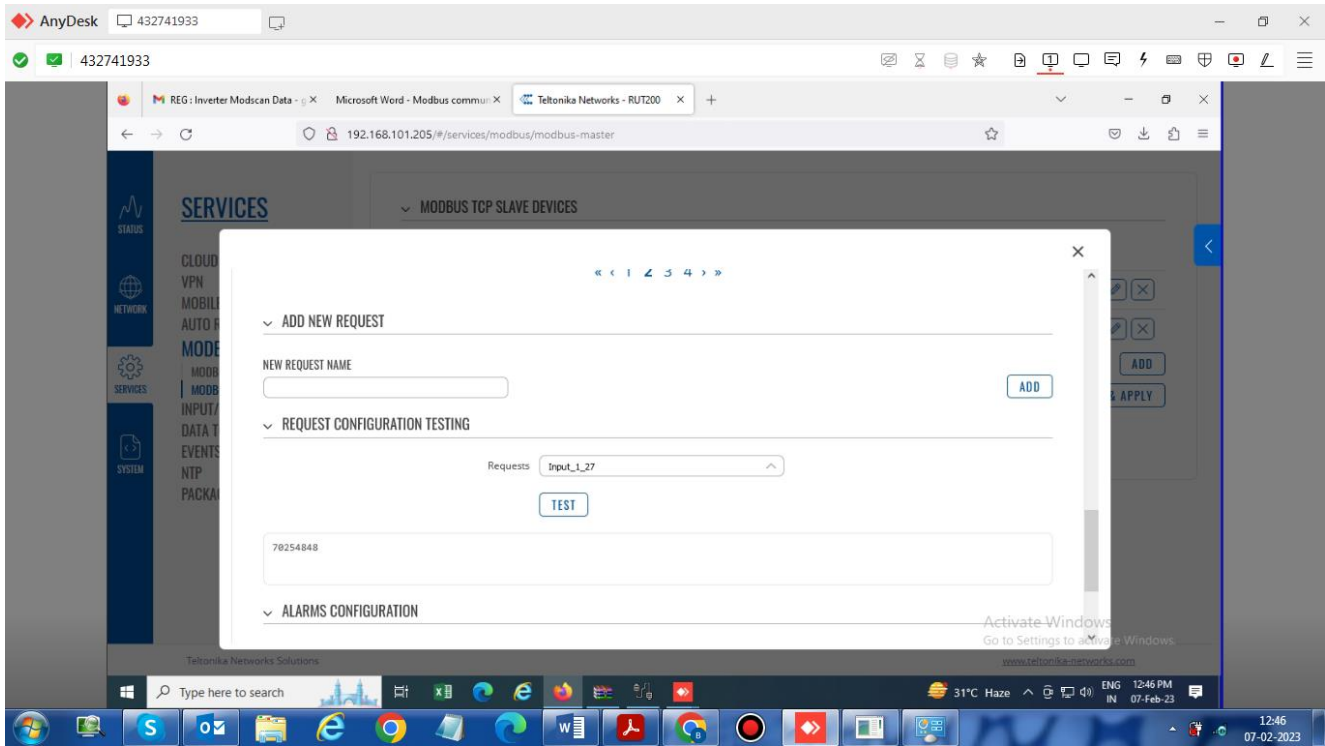 AnyDesk 432741933
432741933
REG : Inverter Modscan Data - g Microsoft Word - Modbus commun Teltonika Networks - RUT200
192.168.101.205/#/services/modbus/modbus-master
STATUS
NETWORK
SERVICES
SYSTEM
SERVICES
CLOUD
VPN
MOBILE
AUTO R
MODB
MODB
INPUT/
DATA T
EVENTS
NTP
PACKA
MODBUS TCP SLAVE DEVICES
ADD
& APPLY
« ‹ 1 2 3 4 › »
ADD NEW REQUEST
NEW REQUEST NAME
ADD
REQUEST CONFIGURATION TESTING
Requests Input_1_27
TEST
70254848
ALARMS CONFIGURATION
Activate Windows
Go to Settings to activate Windows.
Teltonika Networks Solutions www.teltonika-networks.com
Type here to search 31°C Haze ENG 12:46 PM
IN 07-Feb-23
12:46
07-02-2023